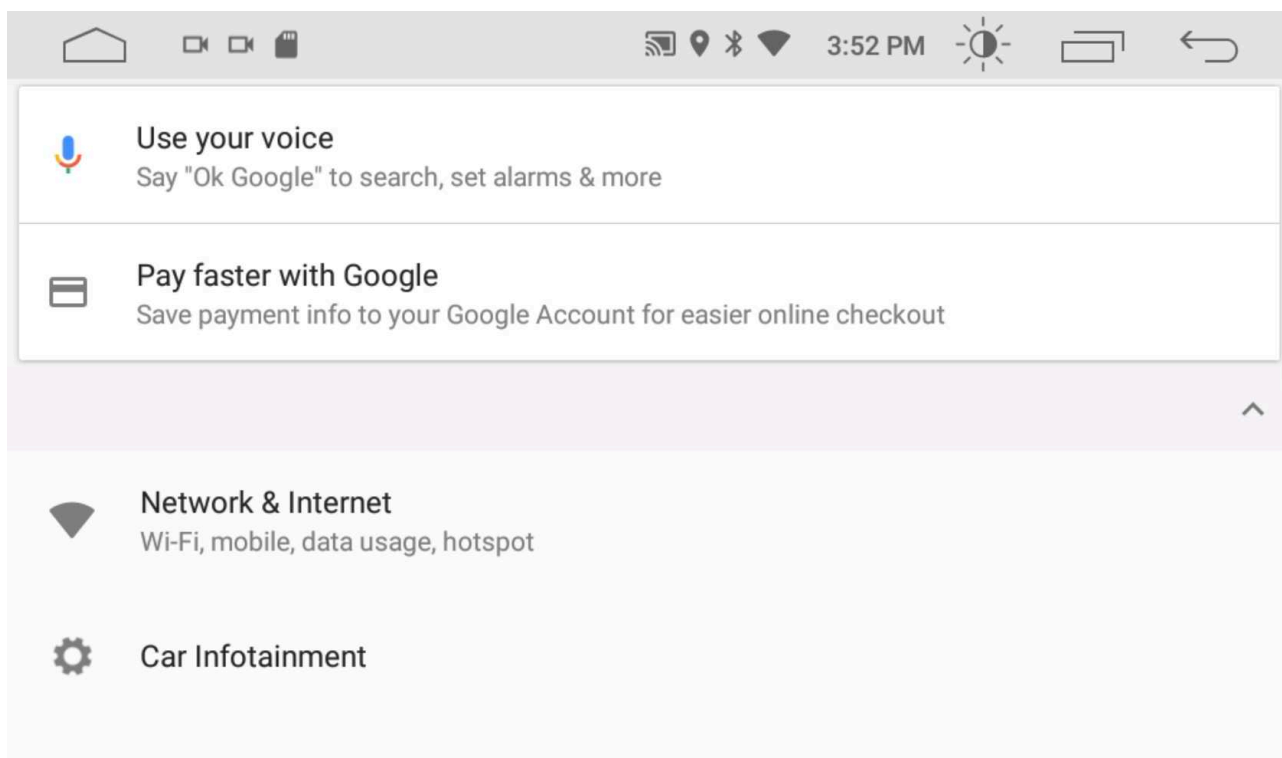 3:52 PM
Use your voice
Say "Ok Google" to search, set alarms & more
Pay faster with Google
Save payment info to your Google Account for easier online checkout
Network & Internet
Wi-Fi, mobile, data usage, hotspot
Car Infotainment